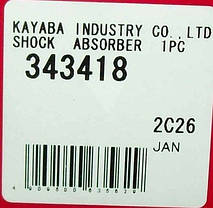 KAYABA INDUSTRY CO.,LTD
SHOCK ABSORBER 1PC
343418
2C26
JAN